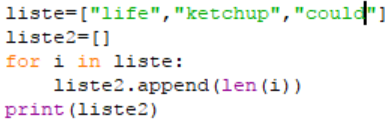 liste=["life","ketchup","could"]
liste2=[]
for i in liste:
    liste2.append(len(i))
print(liste2)